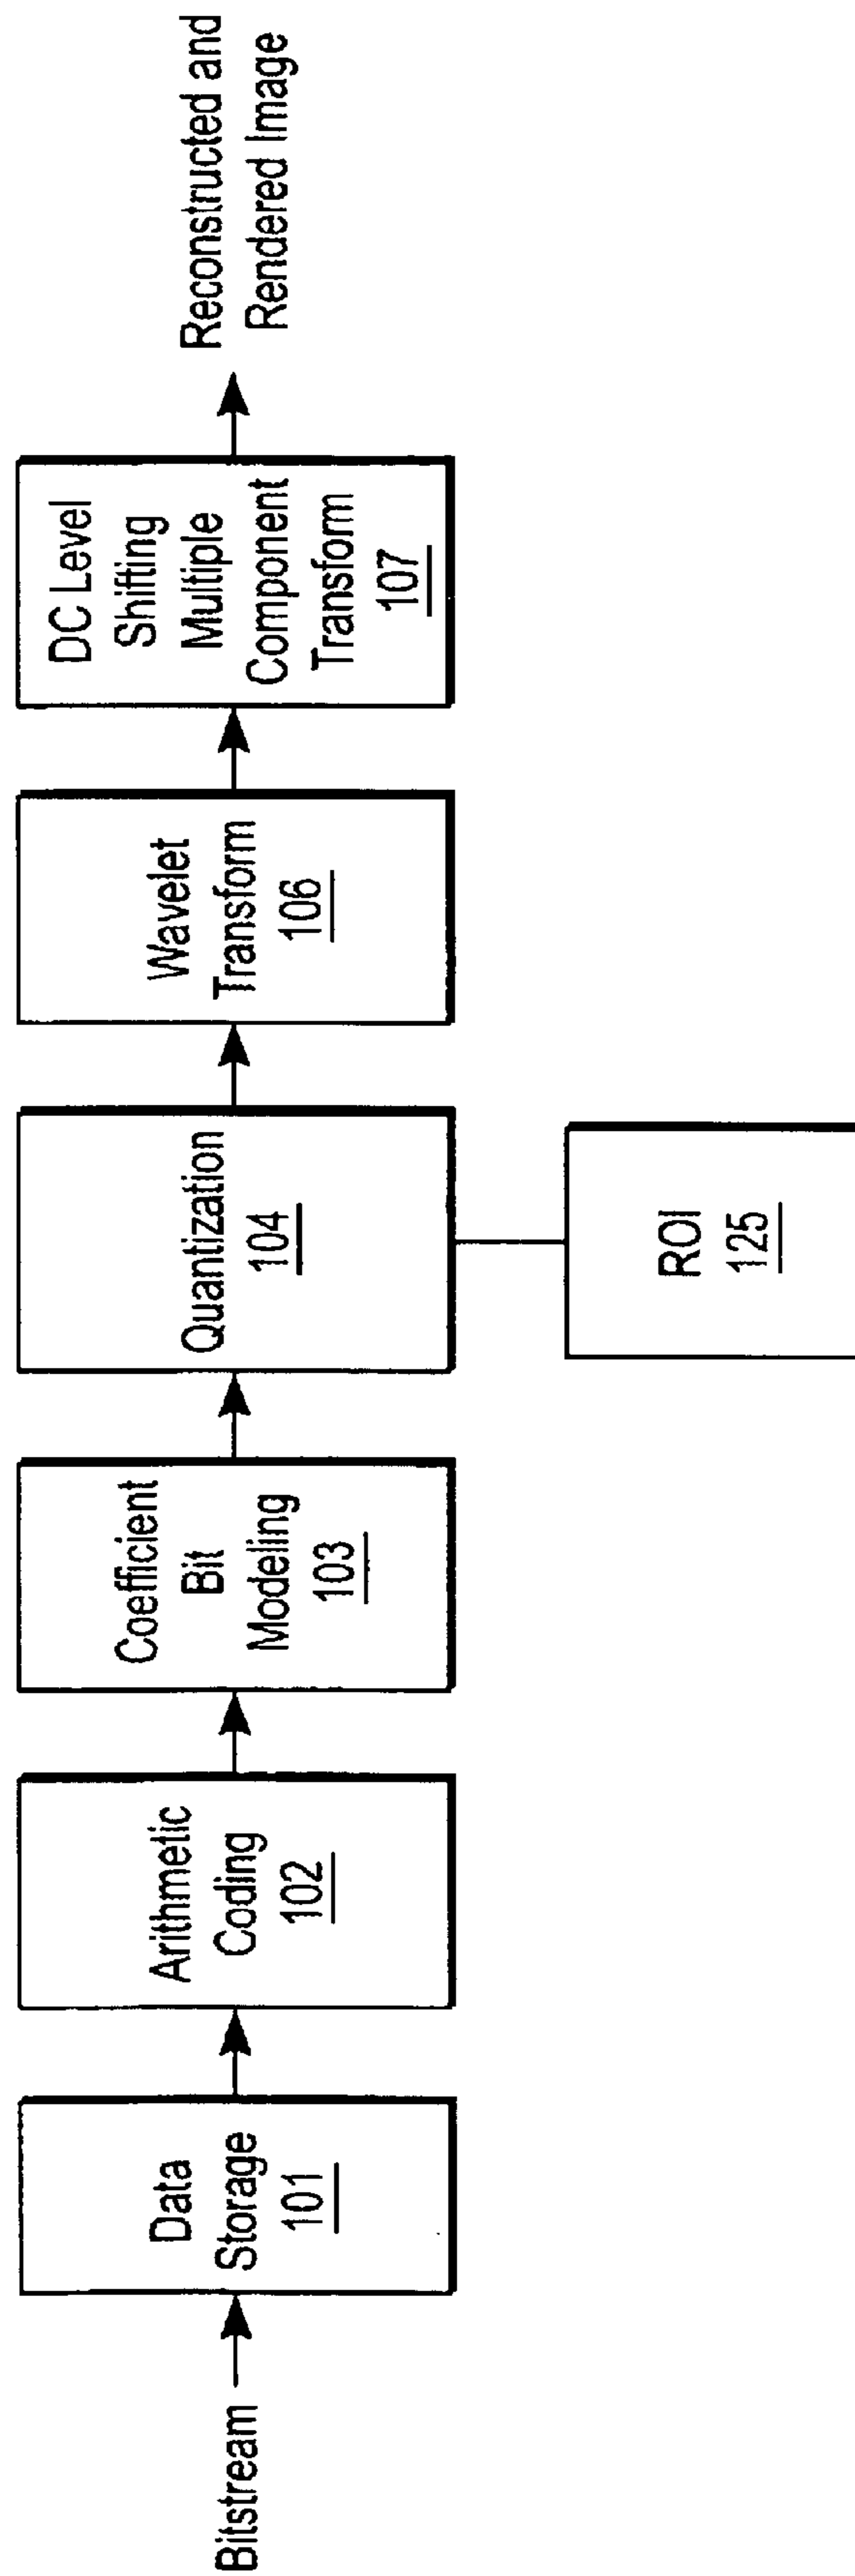 Bitstream
Data
Storage
101
Arithmetic
Coding
102
Coefficient
Bit
Modeling
103
Quantization
104
ROI
125
Wavelet
Transform
106
DC Level
Shifting
Multiple
Component
Transform
107
Reconstructed and
Rendered Image